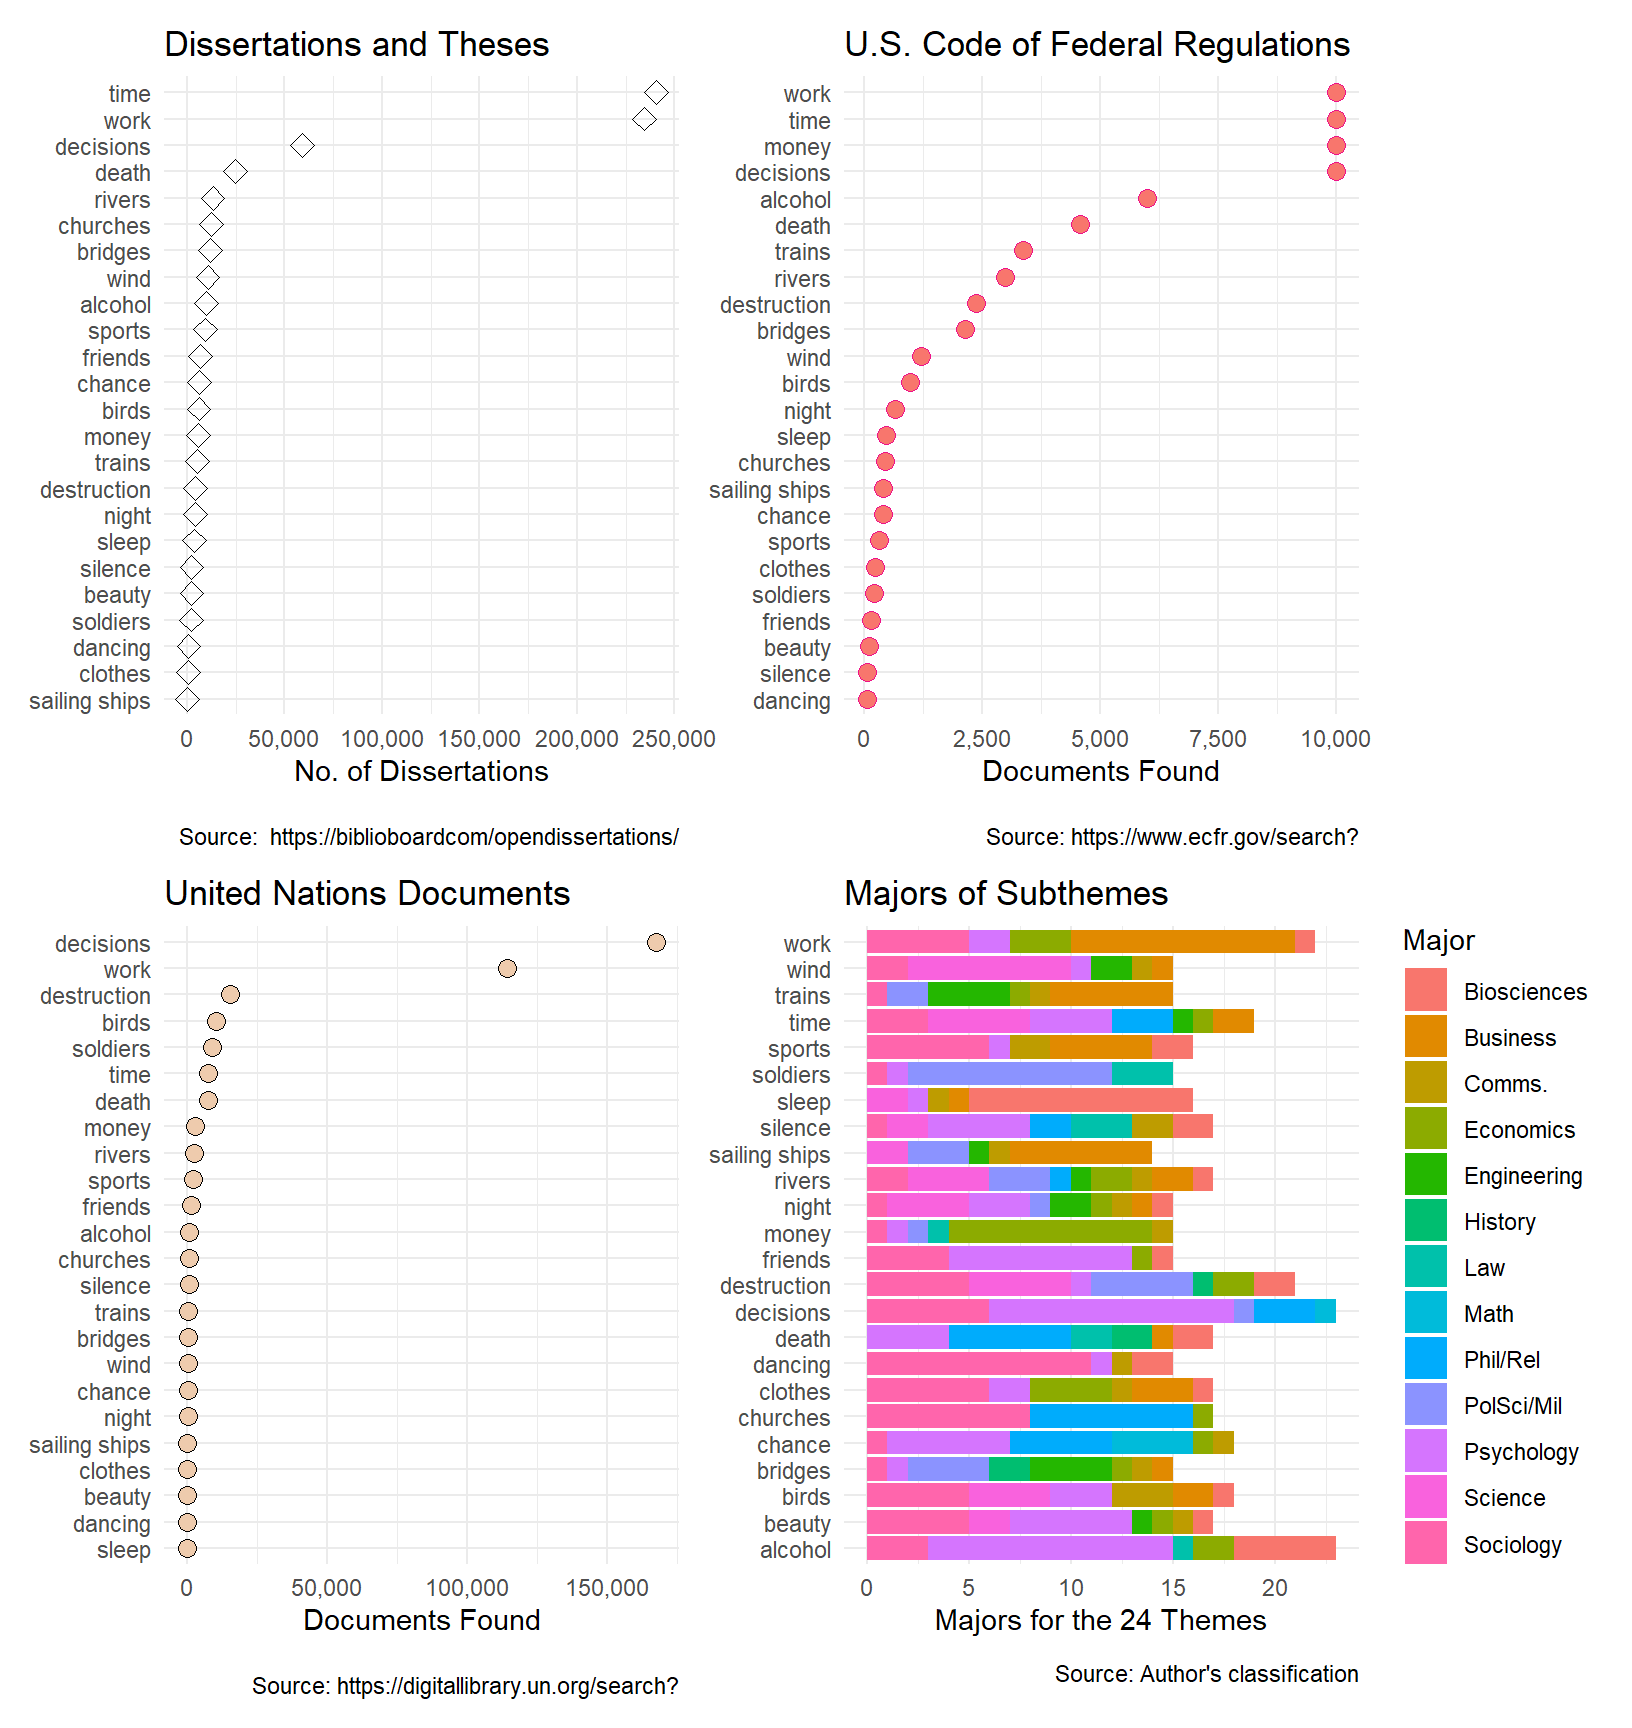 Dissertations and Theses
time
work
decisions
death
rivers
churches
bridges
wind
alcohol
sports
friends
chance
birds
money
trains
destruction
night
sleep
silence
beauty
soldiers
dancing
clothes
sailing ships
0 50,000 100,000 150,000 200,000 250,000
No. of Dissertations
Source:  https://biblioboardcom/opendissertations/
U.S. Code of Federal Regulations
work
time
money
decisions
alcohol
death
trains
rivers
destruction
bridges
wind
birds
night
sleep
churches
sailing ships
chance
sports
clothes
soldiers
friends
beauty
silence
dancing
0 2,500 5,000 7,500 10,000
Documents Found
Source: https://www.ecfr.gov/search?
United Nations Documents
decisions
work
destruction
birds
soldiers
time
death
money
rivers
sports
friends
alcohol
churches
silence
trains
bridges
wind
chance
night
sailing ships
clothes
beauty
dancing
sleep
0 50,000 100,000 150,000
Documents Found
Source: https://digitallibrary.un.org/search?
Majors of Subthemes
work
wind
trains
time
sports
soldiers
sleep
silence
sailing ships
rivers
night
money
friends
destruction
decisions
death
dancing
clothes
churches
chance
bridges
birds
beauty
alcohol
0 5 10 15 20
Majors for the 24 Themes
Source: Author's classification
Major
Biosciences
Business
Comms.
Economics
Engineering
History
Law
Math
Phil/Rel
PolSci/Mil
Psychology
Science
Sociology